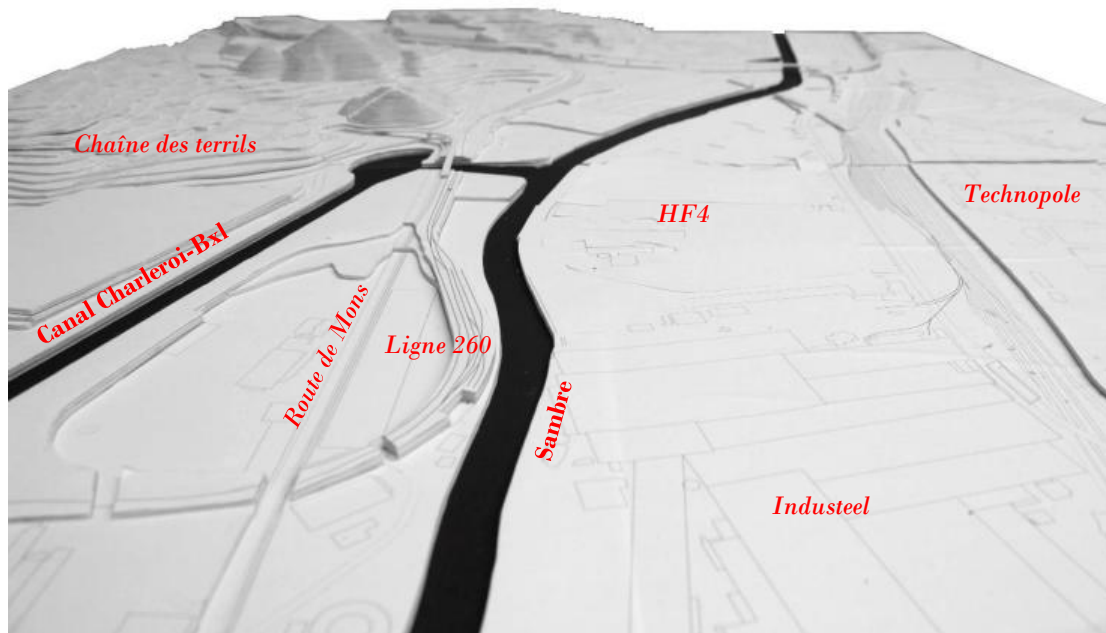 Chaîne des terrils
Technopole
HF4
Canal Charleroi-Bxl
Route de Mons
Ligne 260
Sambre
Industeel